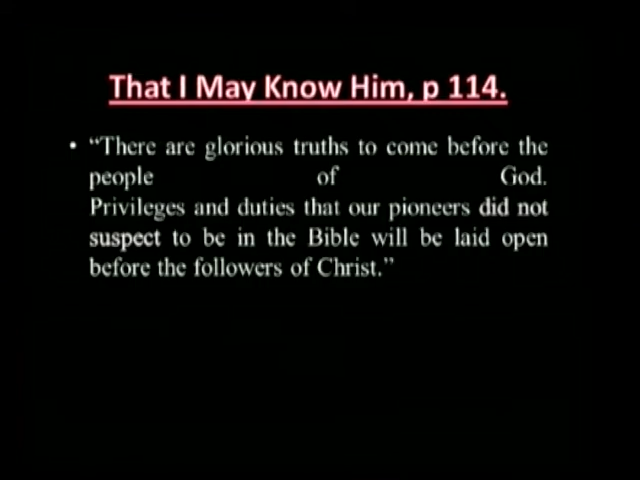 That I May Know Him, p 114.
• “There are glorious truths to come before the
people of God.
Privileges and duties that our pioneers did not
suspect to be in the Bible will be laid open
before the followers of Christ.”